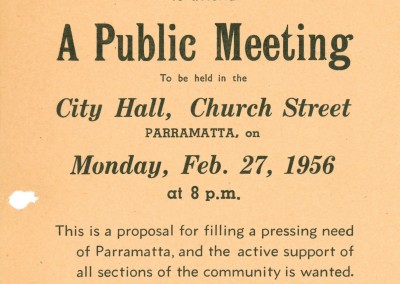 A Public Meeting
To be held in the
City Hall, Church Street
PARRAMATTA, on
Monday, Feb. 27, 1956
at 8 p.m.
This is a proposal for filling a pressing need
of Parramatta, and the active support of
all sections of the community is wanted.